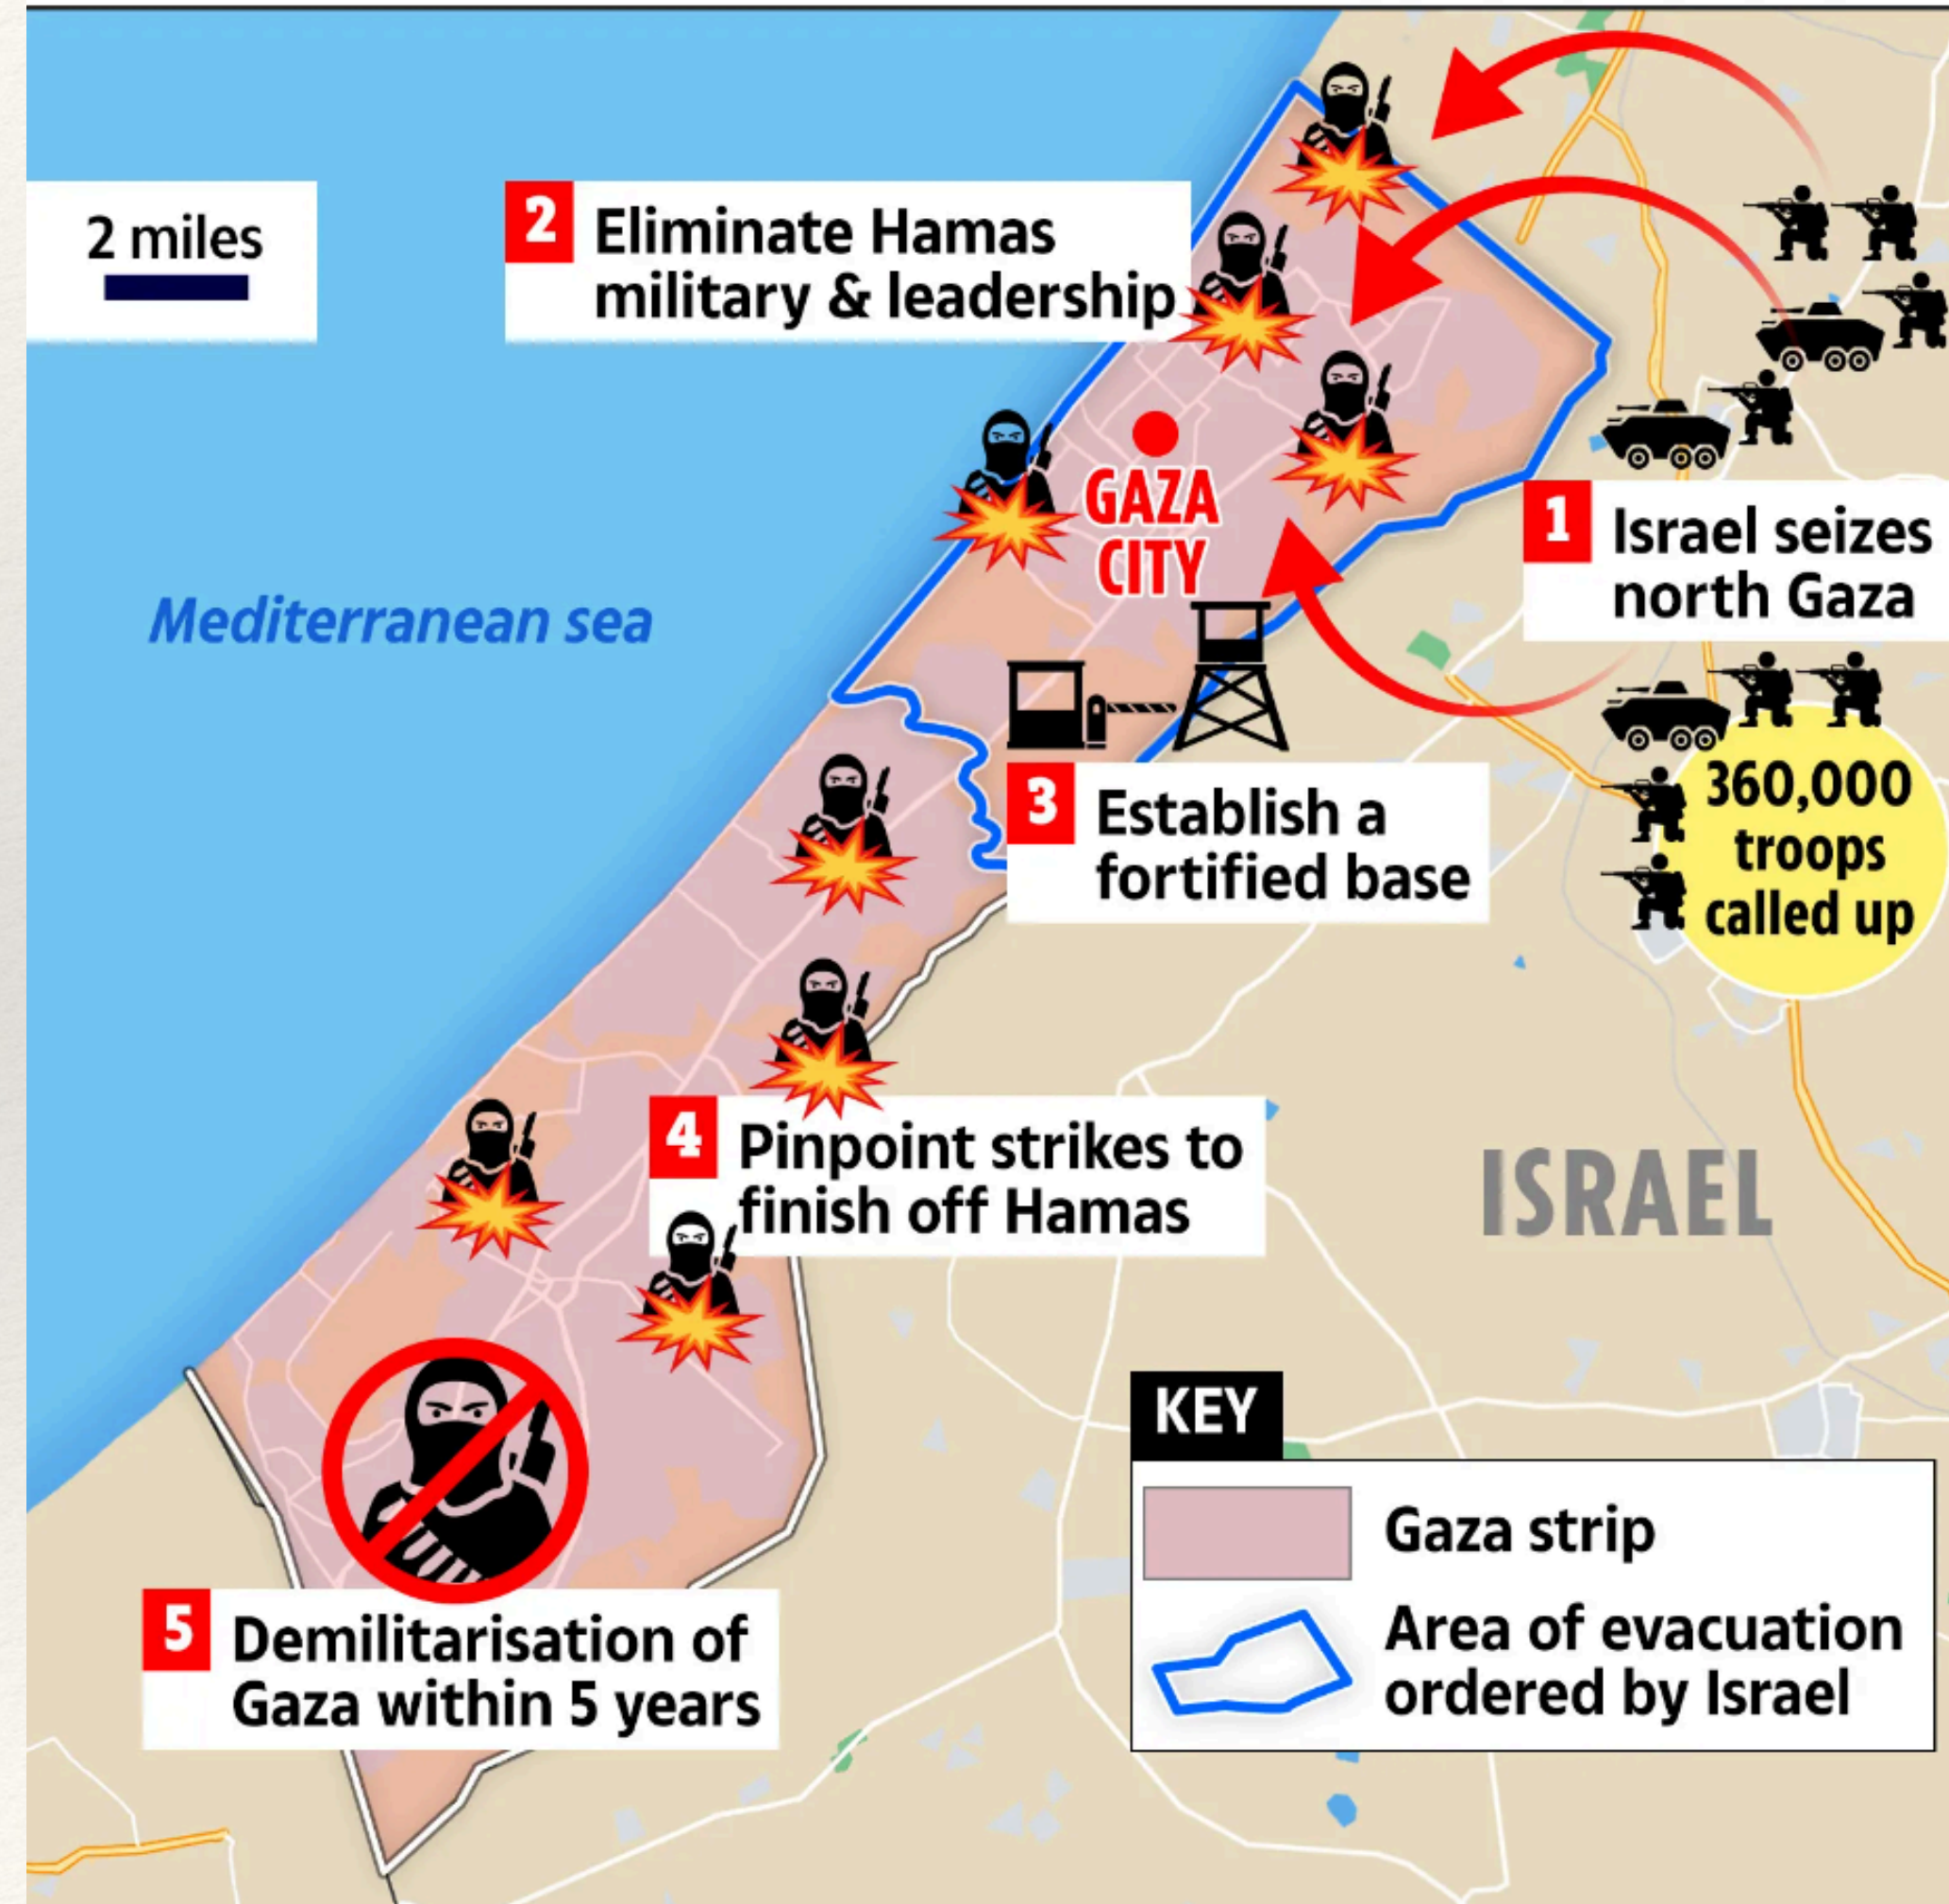 2 miles
2
Eliminate Hamas
military & leadership
GAZA
CITY
Mediterranean sea
1
Israel seizes
north Gaza
3
Establish a
fortified base
360,000
troops
called up
4
Pinpoint strikes to
finish off Hamas
ISRAEL
5
Demilitarisation of
Gaza within 5 years
KEY
Gaza strip
Area of evacuation
ordered by Israel